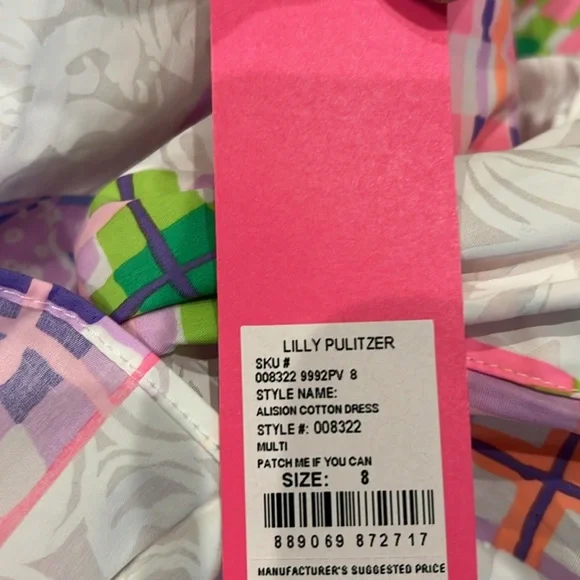 LILLY PULITZER
SKU #
008322 9992PV 8
STYLE NAME:
ALISION COTTON DRESS
STYLE #: 008322
MULTI
PATCH ME IF YOU CAN
SIZE: 8
889069 872717
MANUFACTURER'S SUGGESTED PRICE